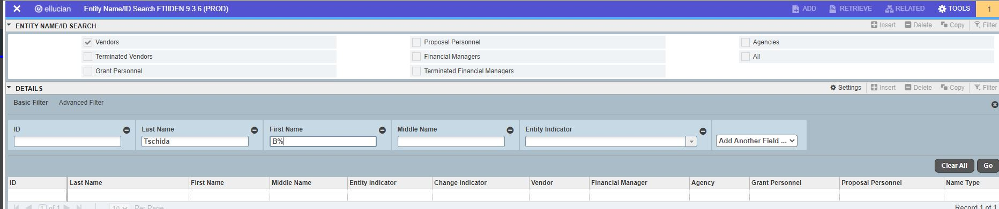 ellucian Entity Name/ID Search FTIIDEN 9.3.6 (PROD) ADD RETRIEVE RELATED TOOLS 1
ENTITY NAME/ID SEARCH Insert Delete Copy Filter
Vendors Proposal Personnel Agencies
Terminated Vendors Financial Managers All
Grant Personnel Terminated Financial Managers
DETAILS Settings Insert Delete Copy Filter
Basic Filter Advanced Filter
ID Last Name First Name Middle Name Entity Indicator
Tschida B% Add Another Field ...
Clear All Go
ID Last Name First Name Middle Name Entity Indicator Change Indicator Vendor Financial Manager Agency Grant Personnel Proposal Personnel Name Type
1 of 1 10 Per Page Record 1 of 1